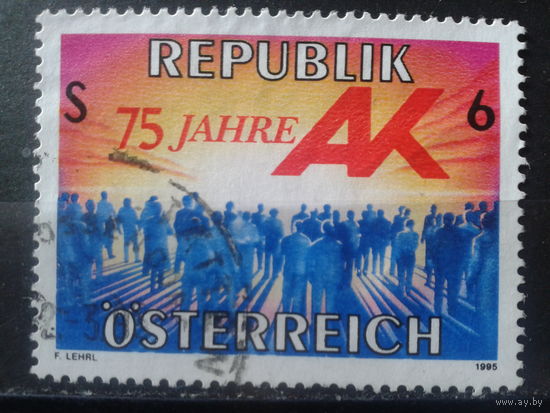 REPUBLIK
S 6
75 JAHRE AK
ÖSTERREICH
F. LEHRL 1995
www.ay.by